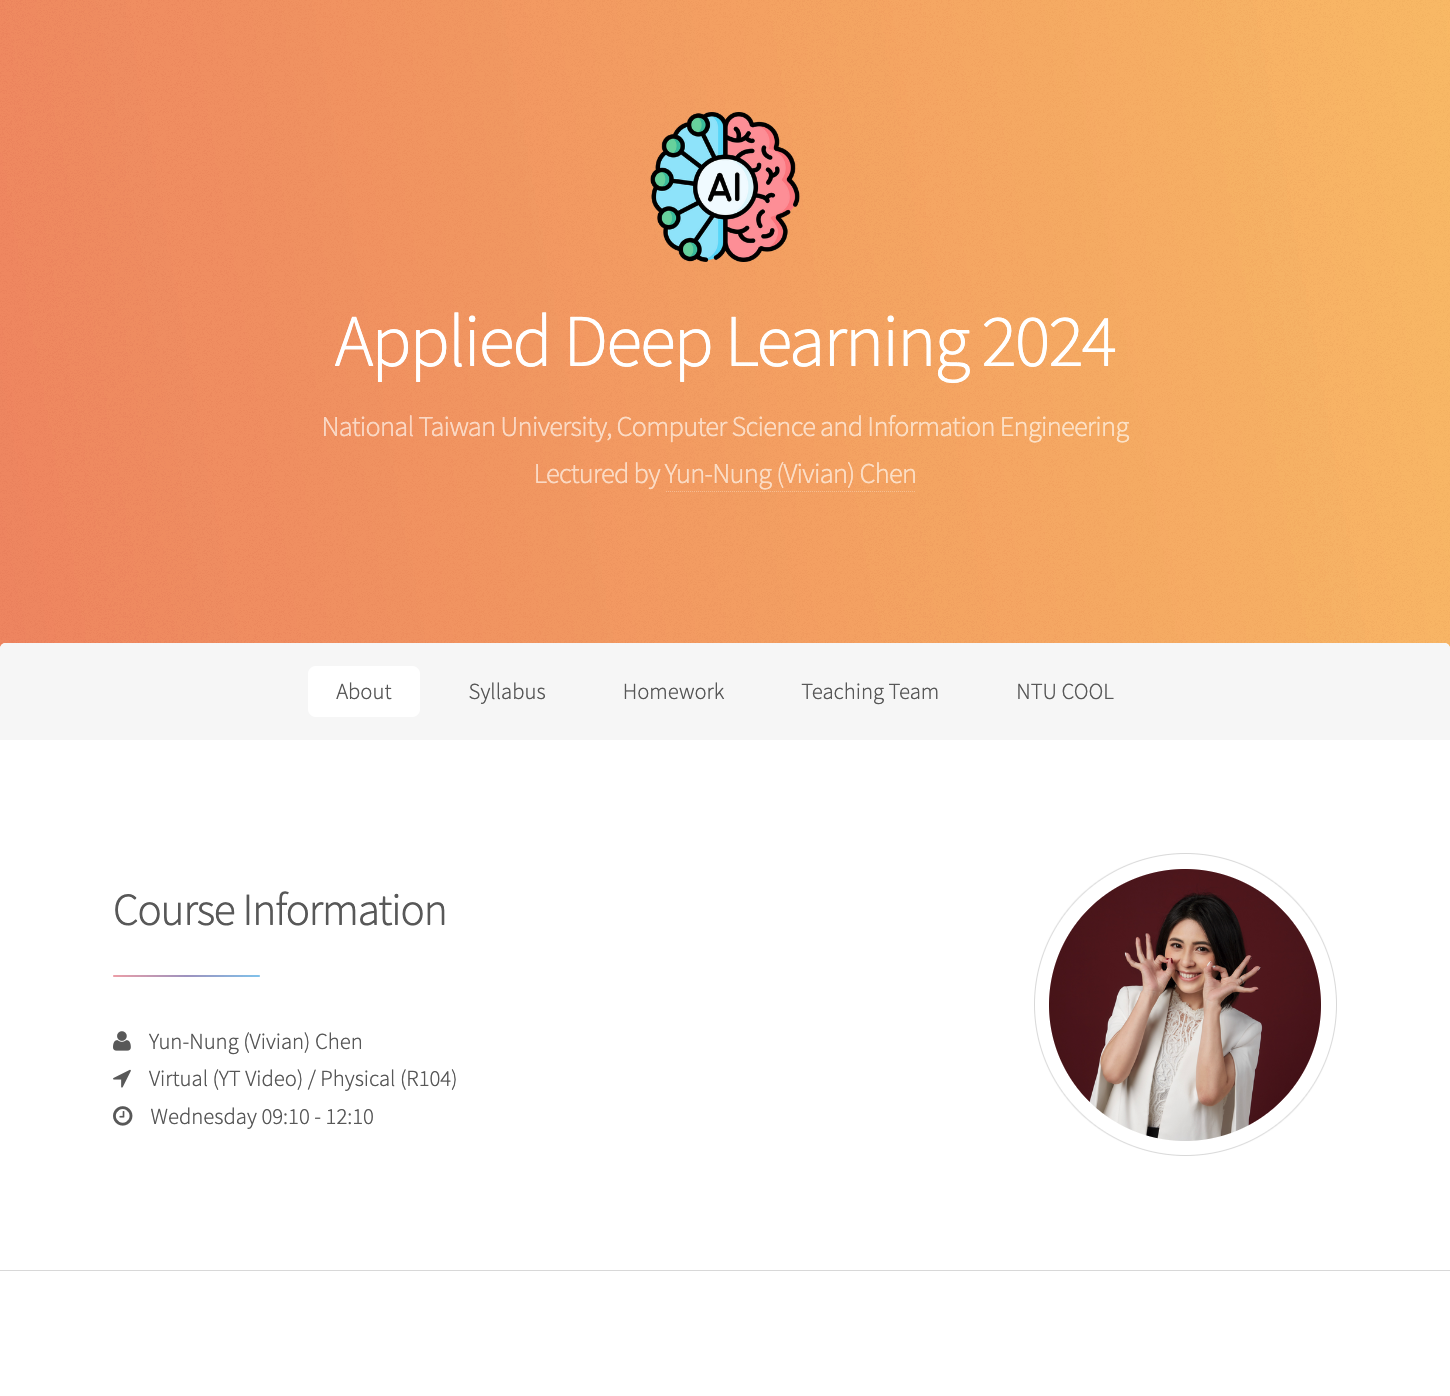 AI
Applied Deep Learning 2024
National Taiwan University, Computer Science and Information Engineering
Lectured by Yun-Nung (Vivian) Chen
About Syllabus Homework Teaching Team NTU COOL
Course Information
Yun-Nung (Vivian) Chen
Virtual (YT Video) / Physical (R104)
Wednesday 09:10 - 12:10